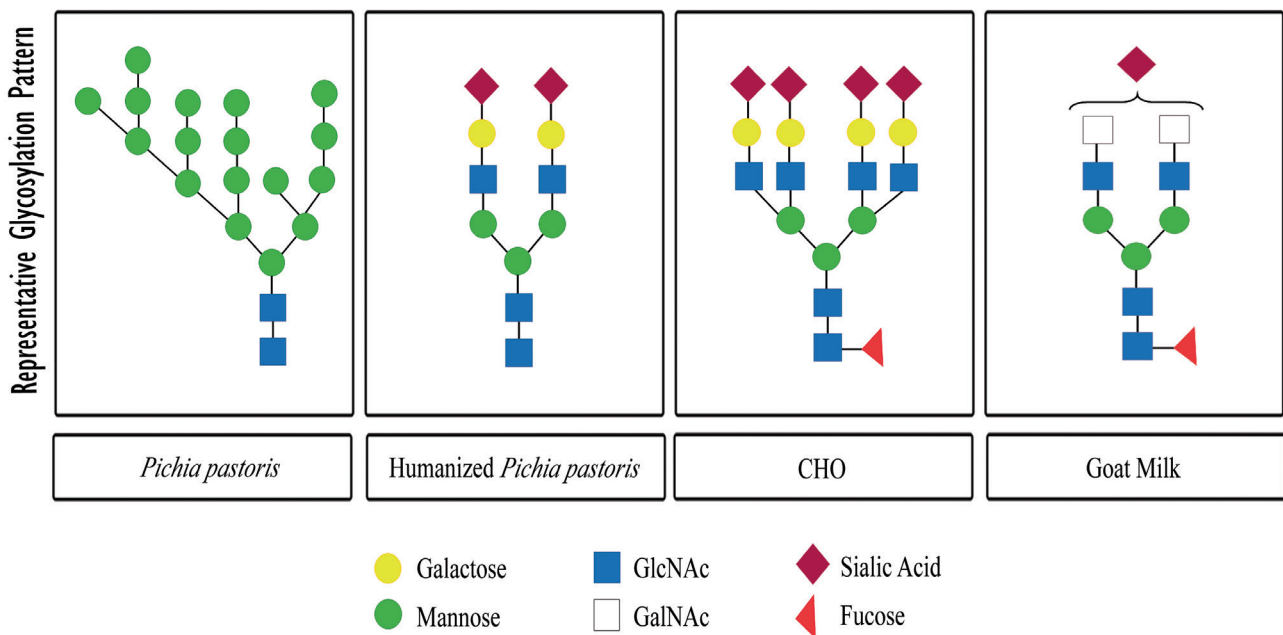 Representative Glycosylation Pattern
Pichia pastoris
Humanized Pichia pastoris
CHO
Goat Milk
Galactose
GlcNAc
Sialic Acid
Mannose
GalNAc
Fucose